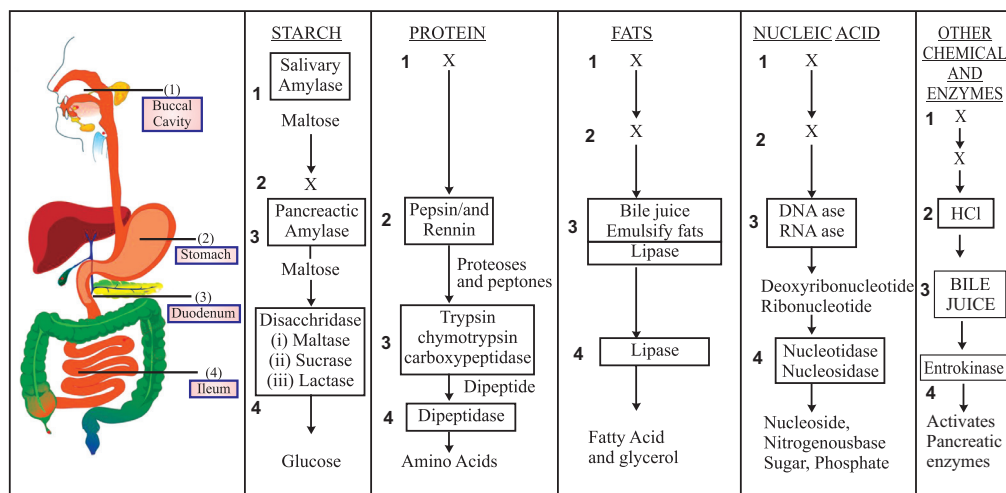 (1)
Buccal
Cavity
(2)
Stomach
(3)
Duodenum
(4)
Ileum
STARCH
Salivary
Amylase
1
Maltose
2
X
Pancreactic
3
Amylase
Maltose
Disacchridase
(i) Maltase
(ii) Sucrase
(iii) Lactase
4
Glucose
PROTEIN
1 X
2
Pepsin/and
Rennin
Proteoses
and peptones
Trypsin
3
chymotrypsin
carboxypeptidase
Dipeptide
4 Dipeptidase
Amino Acids
FATS
1 X
2 X
3
Bile juice
Emulsify fats
Lipase
4 Lipase
Fatty Acid
and glycerol
NUCLEIC ACID
1 X
2 X
3
DNA ase
RNA ase
Deoxyribonucleotide
Ribonucleotide
4
Nucleotidase
Nucleosidase
Nucleoside,
Nitrogenousbase
Sugar, Phosphate
OTHER
CHEMICAL
AND
ENZYMES
1 X
X
2 HCl
3
BILE
JUICE
Entrokinase
4
Activates
Pancreatic
enzymes